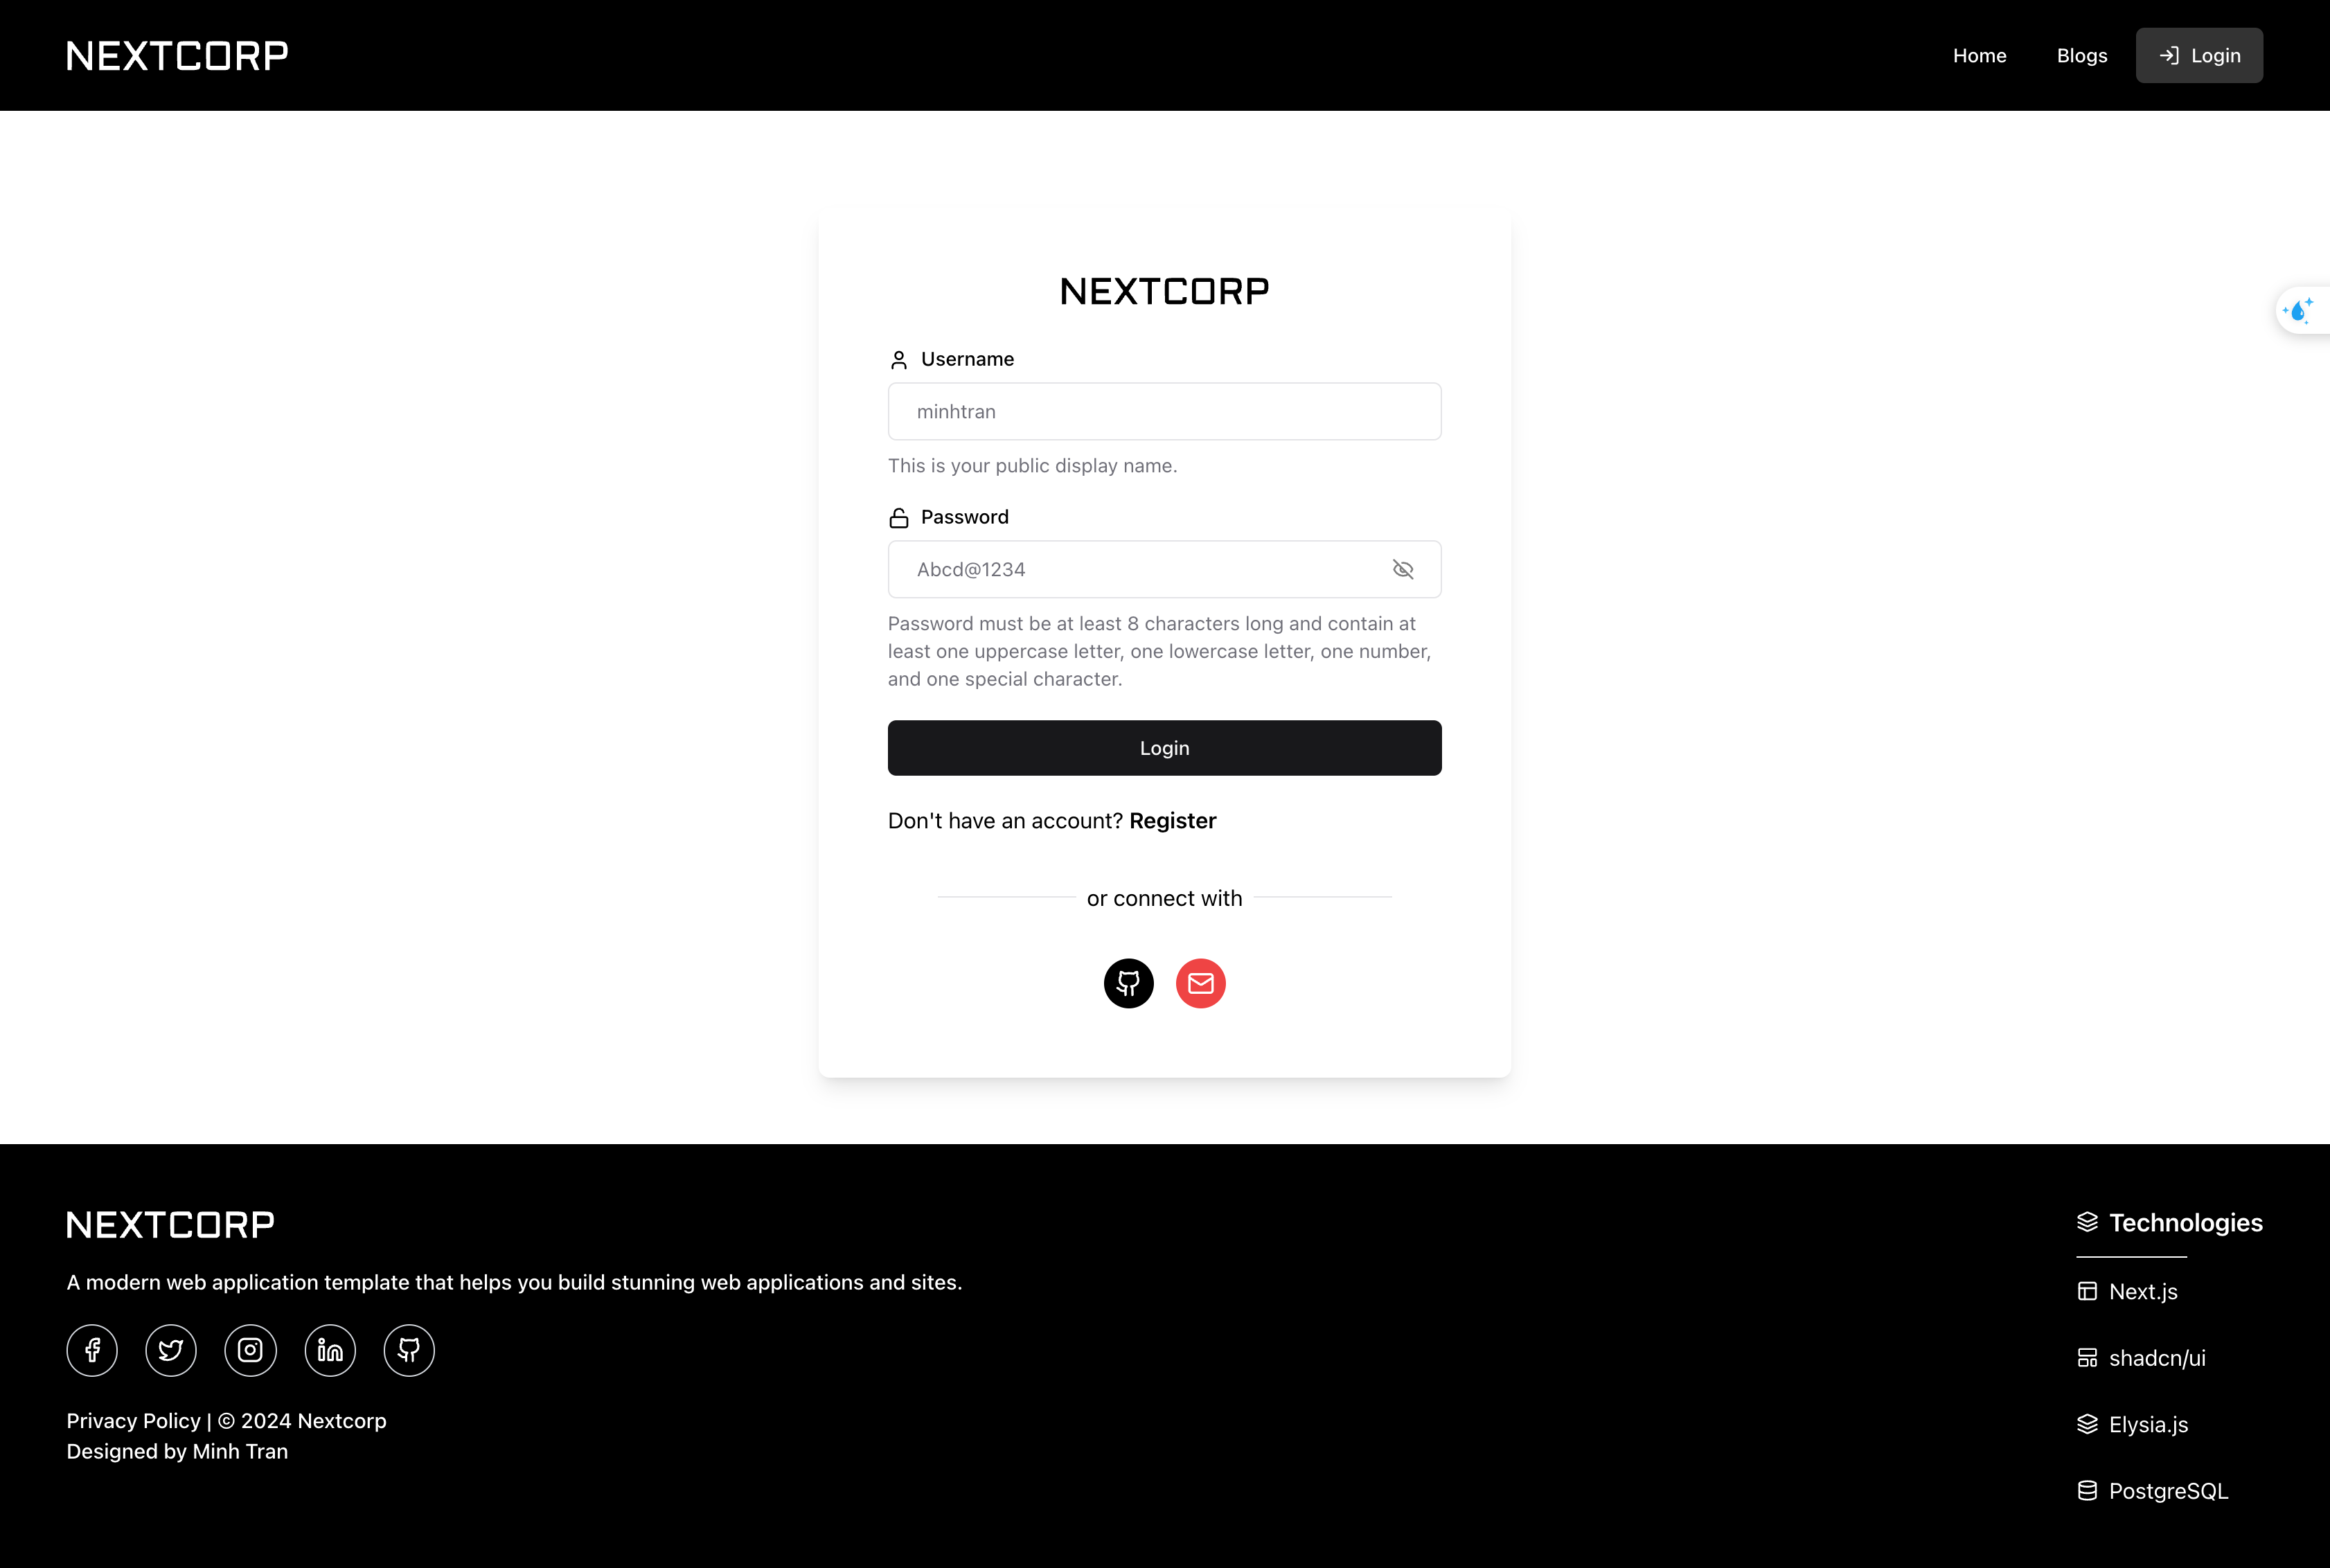 NEXTCORP
Home
Blogs
Login
NEXTCORP
Username
minhtran
This is your public display name.
Password
Abcd@1234
Password must be at least 8 characters long and contain at
least one uppercase letter, one lowercase letter, one number,
and one special character.
Login
Don't have an account? Register
or connect with
NEXTCORP
A modern web application template that helps you build stunning web applications and sites.
Privacy Policy | © 2024 Nextcorp
Designed by Minh Tran
Technologies
Next.js
shadcn/ui
Elysia.js
PostgreSQL